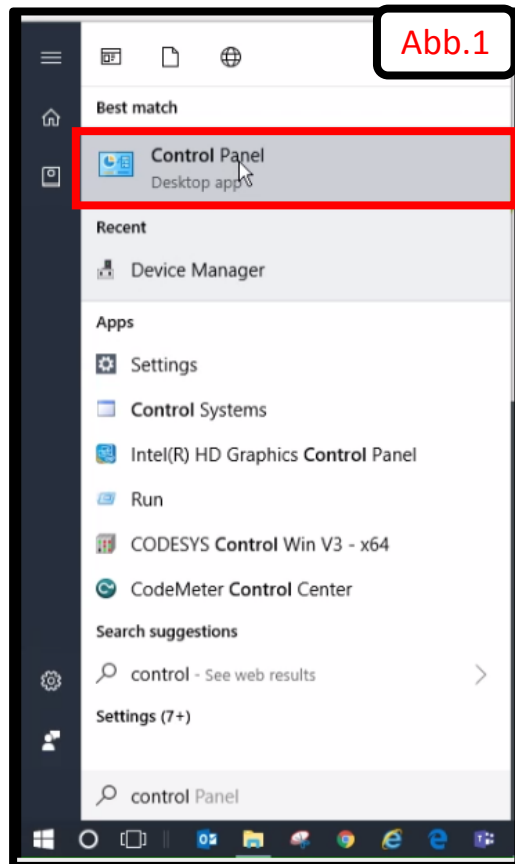 Abb.1
Best match
Control Panel
Desktop app
Recent
Device Manager
Apps
Settings
Control Systems
Intel(R) HD Graphics Control Panel
Run
CODESYS Control Win V3 - x64
CodeMeter Control Center
Search suggestions
control - See web results
Settings (7+)
control Panel